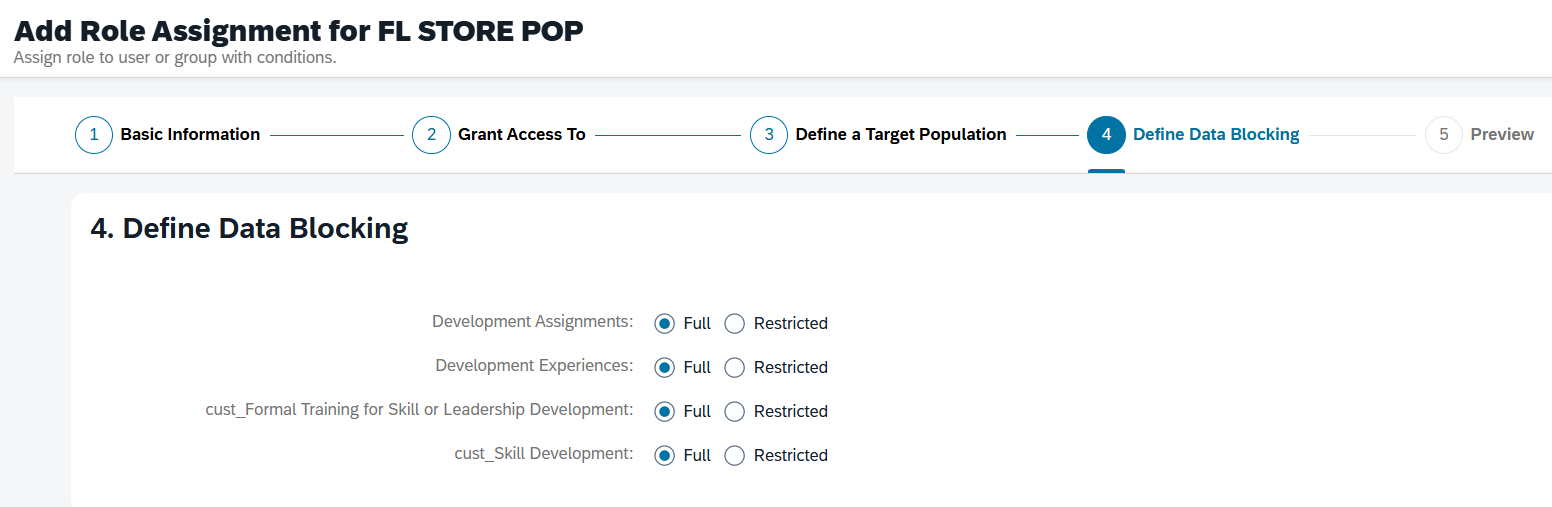 Add Role Assignment for FL STORE POP
Assign role to user or group with conditions.
1 Basic Information 2 Grant Access To 3 Define a Target Population 4 Define Data Blocking 5 Preview
4. Define Data Blocking
Development Assignments: Full Restricted
Development Experiences: Full Restricted
cust_Formal Training for Skill or Leadership Development: Full Restricted
cust_Skill Development: Full Restricted